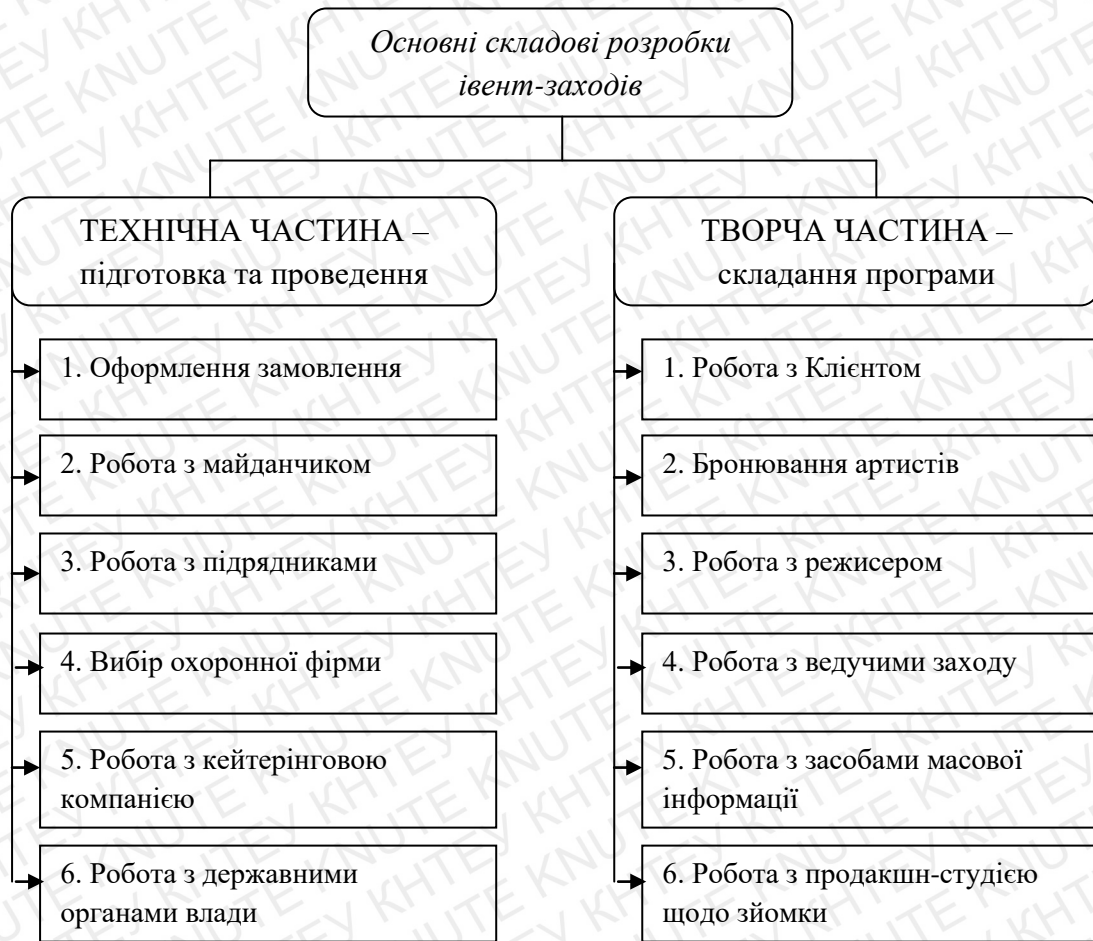 Основні складові розробки
івент-заходів
ТЕХНІЧНА ЧАСТИНА –
підготовка та проведення
1. Оформлення замовлення
2. Робота з майданчиком
3. Робота з підрядниками
4. Вибір охоронної фірми
5. Робота з кейтерінговою
компанією
6. Робота з державними
органами влади
ТВОРЧА ЧАСТИНА –
складання програми
1. Робота з Клієнтом
2. Бронювання артистів
3. Робота з режисером
4. Робота з ведучими заходу
5. Робота з засобами масової
інформації
6. Робота з продакшн-студією
щодо зйомки